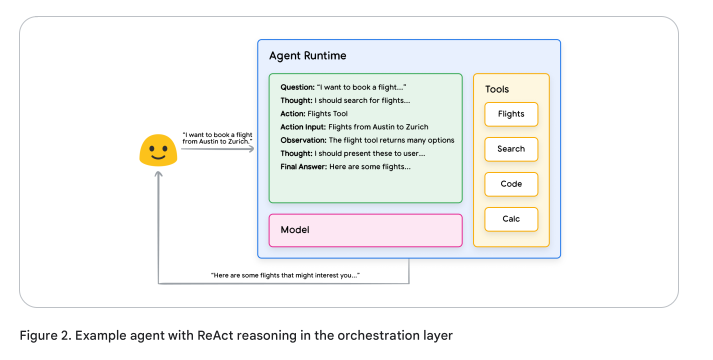 Agent Runtime
Question: "I want to book a flight..."
Thought: I should search for flights...
Action: Flights Tool
Action Input: Flights from Austin to Zurich
Observation: The flight tool returns many options
Thought: I should present these to user...
Final Answer: Here are some flights...
Tools
Flights
Search
Code
Calc
"I want to book a flight
from Austin to Zurich."
Model
"Here are some flights that might interest you..."
Figure 2. Example agent with ReAct reasoning in the orchestration layer